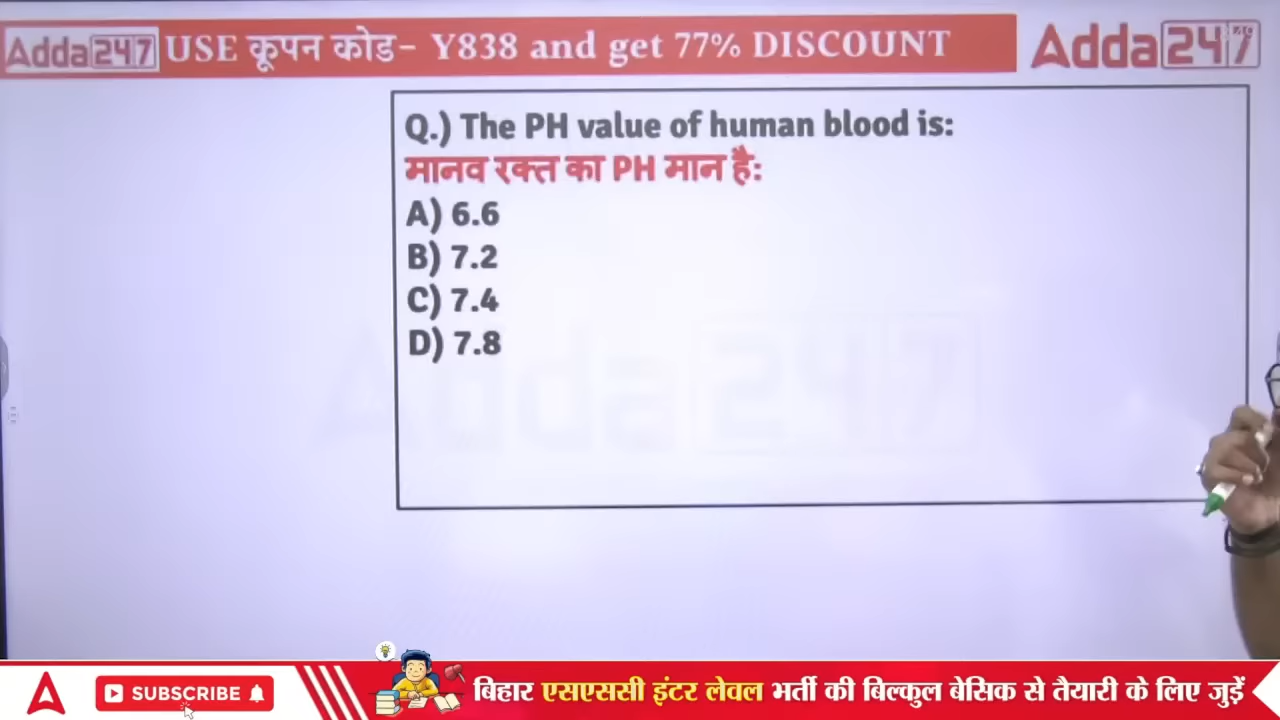 Adda247 USE कूपन कोड- Y838 and get 77% DISCOUNT
Adda247
Q.) The PH value of human blood is:
मानव रक्त का PH मान है:
A) 6.6
B) 7.2
C) 7.4
D) 7.8
Adda247
SUBSCRIBE
बिहार एसएससी इंटर लेवल भर्ती की बिल्कुल बेसिक से तैयारी के लिए जुड़ें